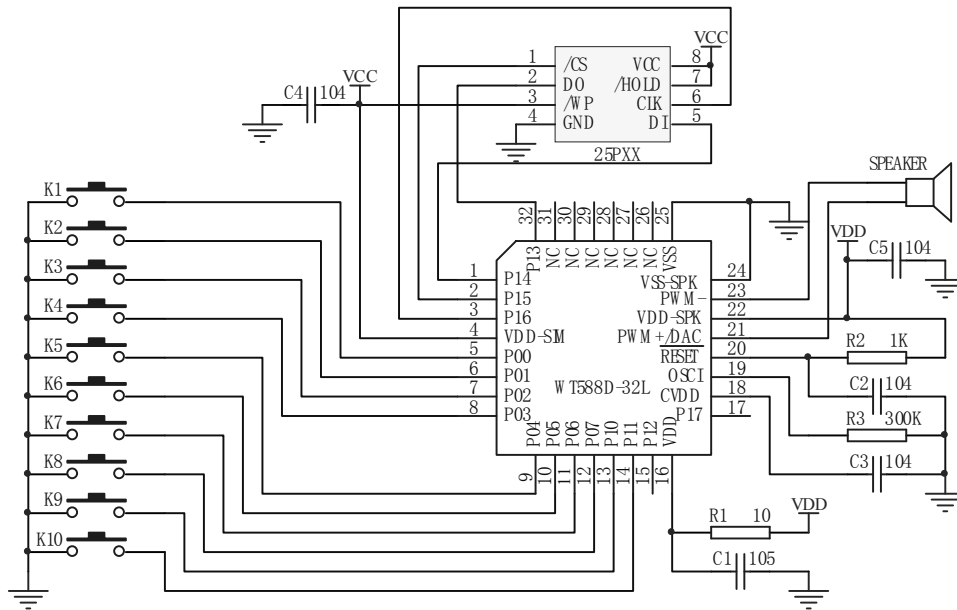 VCC
1 /CS VCC 8
2 DO /HOLD 7
3 /WP CLK 6
4 GND DI 5
25PXX
C4 104
VCC
SPEAKER
K1
K2
K3
K4
K5
K6
K7
K8
K9
K10
32 31 30 29 28 27 26 25
P13 NC NC NC NC NC NC VSS
1 P14
2 P15
3 P16
4 VDD-SIM
5 P00
6 P01
7 P02
8 P03
VSS-SPK 24
PWM- 23
VDD-SPK 22
PWM+/DAC 21
RESET 20
OSCI 19
CVDD 18
P17 17
WT588D-32L
P04 P05 P06 P07 P10 P11 P12 VDD
9 10 11 12 13 14 15 16
VDD
C5 104
R2 1K
C2 104
R3 300K
C3 104
R1 10
VDD
C1 105